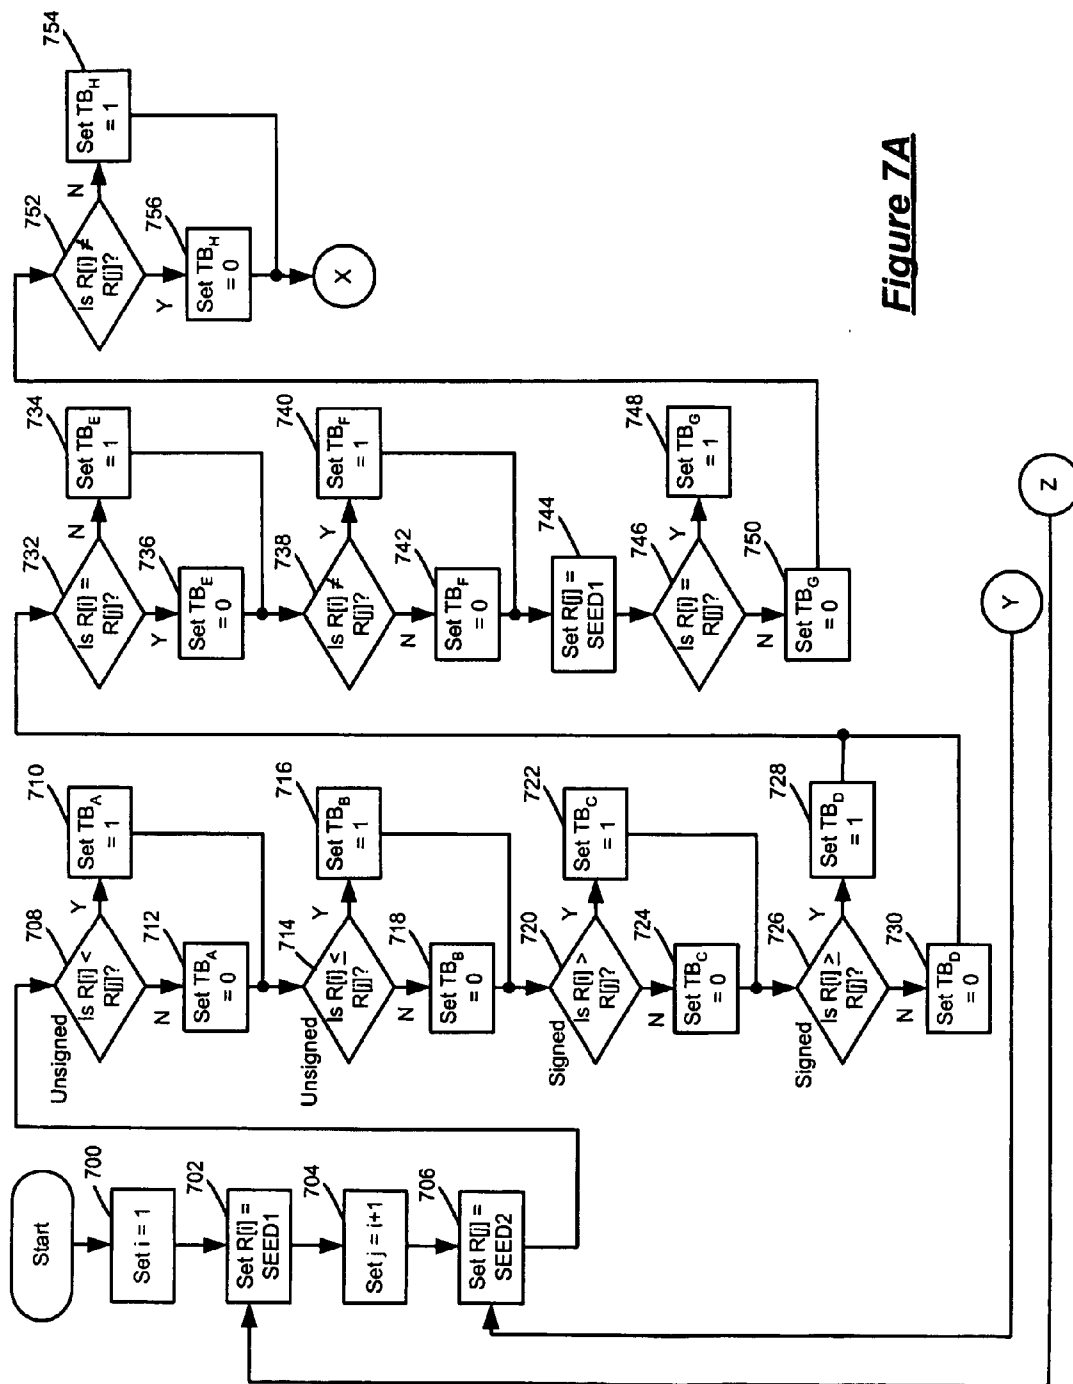 Start
700
Set i = 1
702
Set R[i] =
SEED1
704
Set j = i+1
706
Set R[j] =
SEED2
708
Unsigned
Is R[i] <
R[j]?
Y
710
Set TB_A
= 1
N
712
Set TB_A
= 0
714
Unsigned
Is R[i] ≤
R[j]?
Y
716
Set TB_B
= 1
N
718
Set TB_B
= 0
720
Signed
Is R[i] >
R[j]?
Y
722
Set TB_C
= 1
N
724
Set TB_C
= 0
726
Signed
Is R[i] ≥
R[j]?
Y
728
Set TB_D
= 1
N
730
Set TB_D
= 0
732
Is R[i] =
R[j]?
N
734
Set TB_E
= 1
Y
736
Set TB_E
= 0
738
Is R[i] ≠
R[j]?
Y
740
Set TB_F
= 1
N
742
Set TB_F
= 0
744
Set R[j] =
SEED1
746
Is R[i] =
R[j]?
Y
748
Set TB_G
= 1
N
750
Set TB_G
= 0
752
Is R[i] ≠
R[j]?
N
754
Set TB_H
= 1
Y
756
Set TB_H
= 0
X
Y
Z
Figure 7A